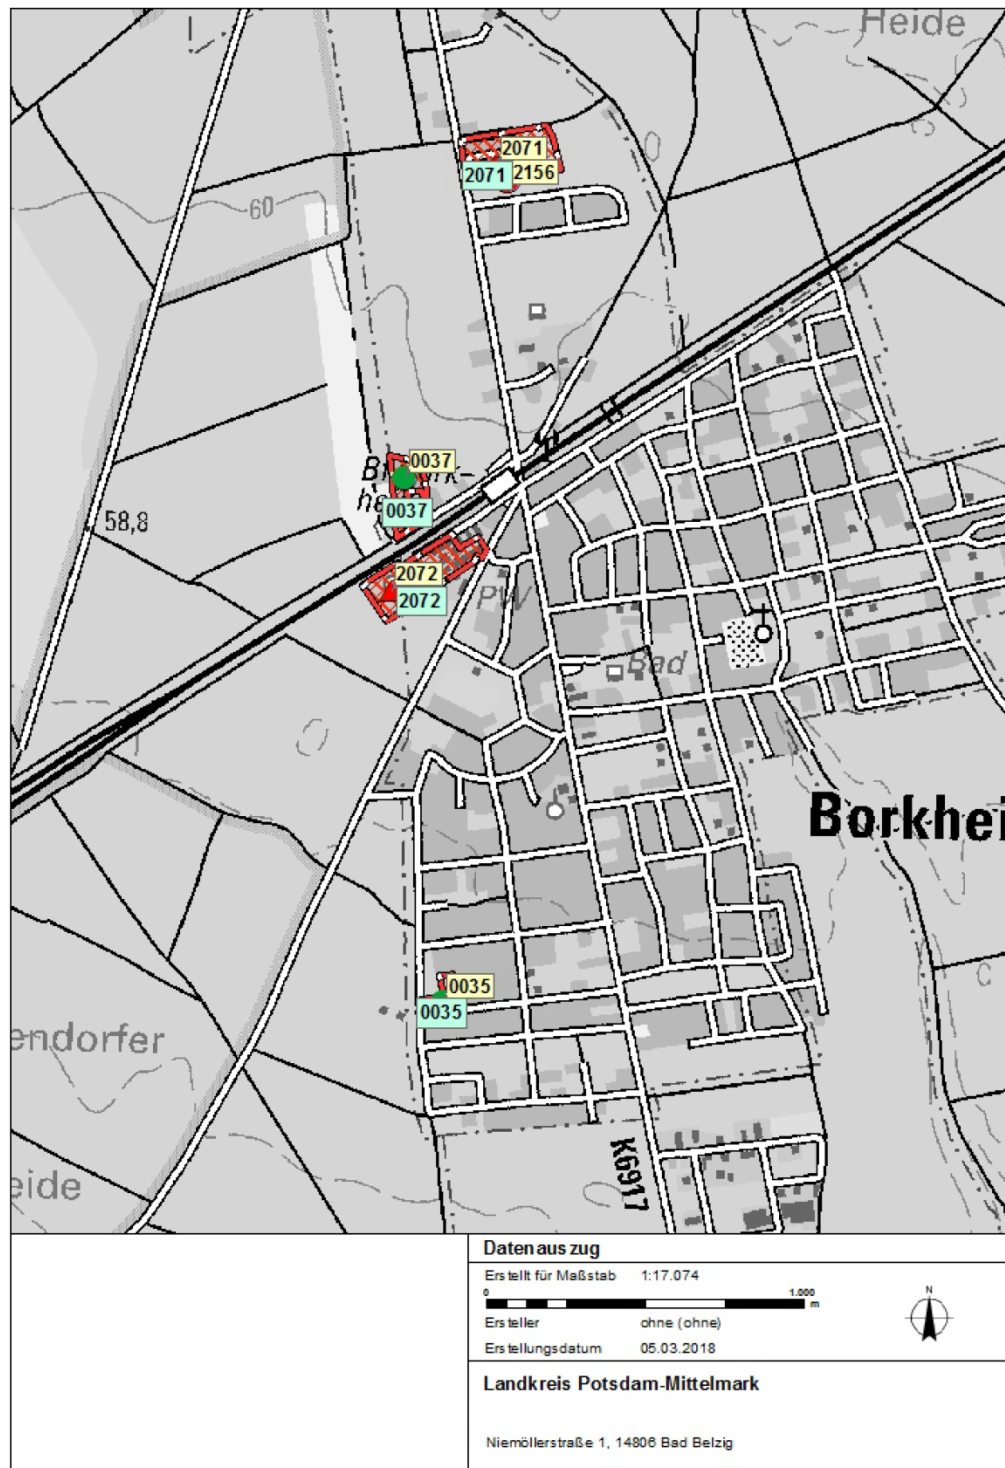 Heide
2071
2071
2156
60
0037
0037
58,8
2072
2072
PW
Bad
Borkhei
0035
0035
endorfer
eide
K6917
Datenauszug
Erstellt für Maßstab 1:17.074
0 1.000
m
N
Ersteller ohne (ohne)
Erstellungsdatum 05.03.2018
Landkreis Potsdam-Mittelmark
Niemöllerstraße 1, 14806 Bad Belzig